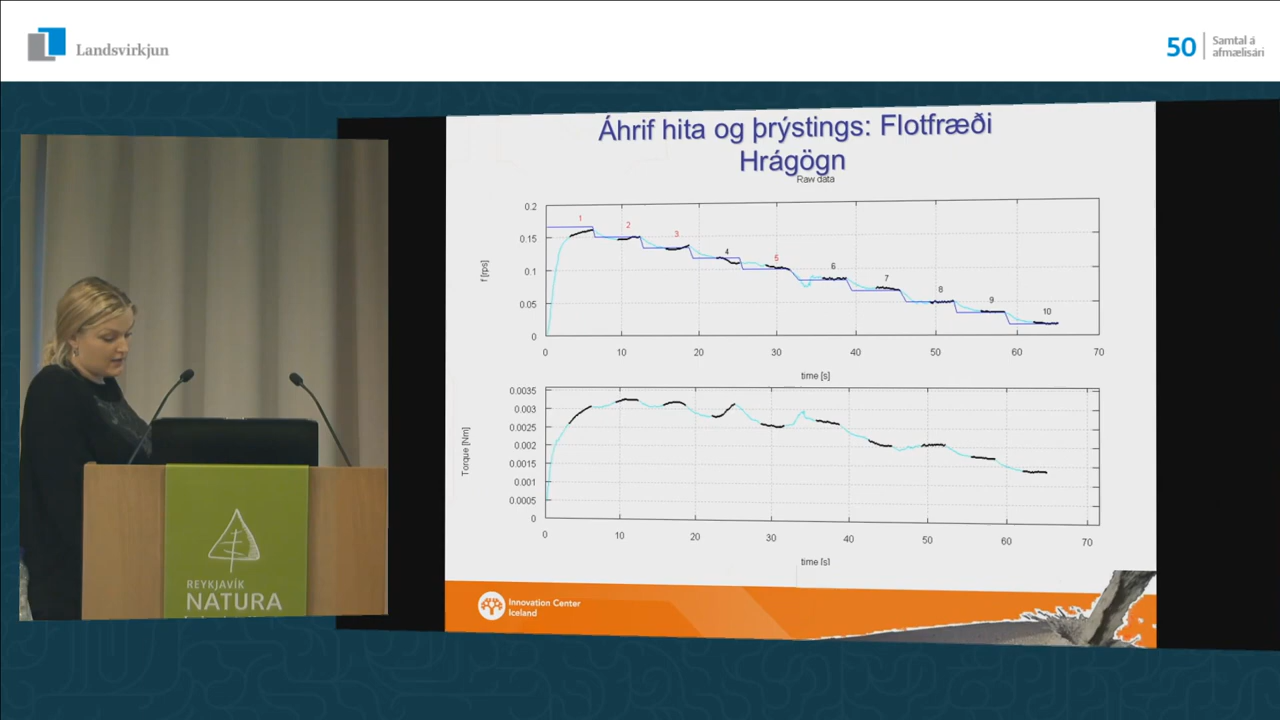 Landsvirkjun
50
Samtal á
afmælisári
Áhrif hita og þrýstings: Flotfræði
Hrágögn
Raw data
0.2
0.15
0.1
0.05
0
f [rps]
1
2
3
4
5
6
7
8
9
10
0
10
20
30
40
50
60
70
time [s]
0.0035
0.003
0.0025
0.002
0.0015
0.001
0.0005
0
Torque [Nm]
0
10
20
30
40
50
60
70
time [s]
Innovation Center
Iceland
REYKJAVÍK
NATURA